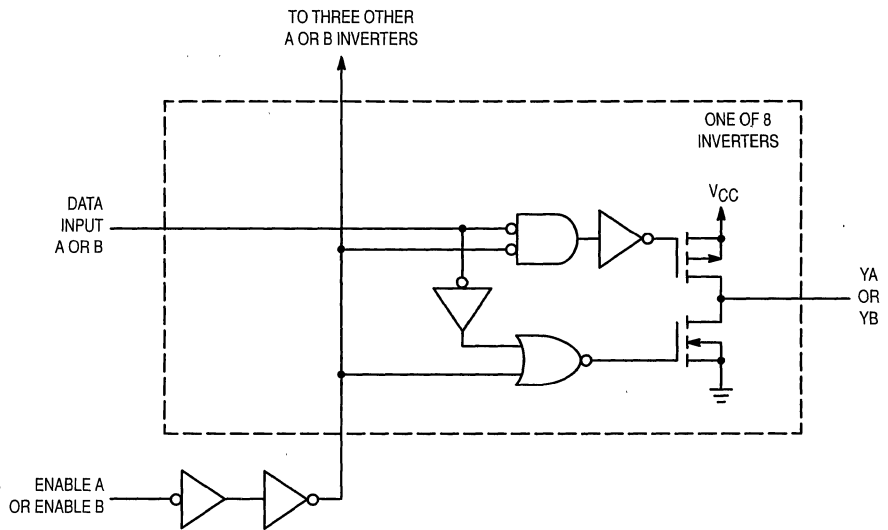 TO THREE OTHER
A OR B INVERTERS
ONE OF 8
INVERTERS
DATA
INPUT
A OR B
VCC
YA
OR
YB
ENABLE A
OR ENABLE B